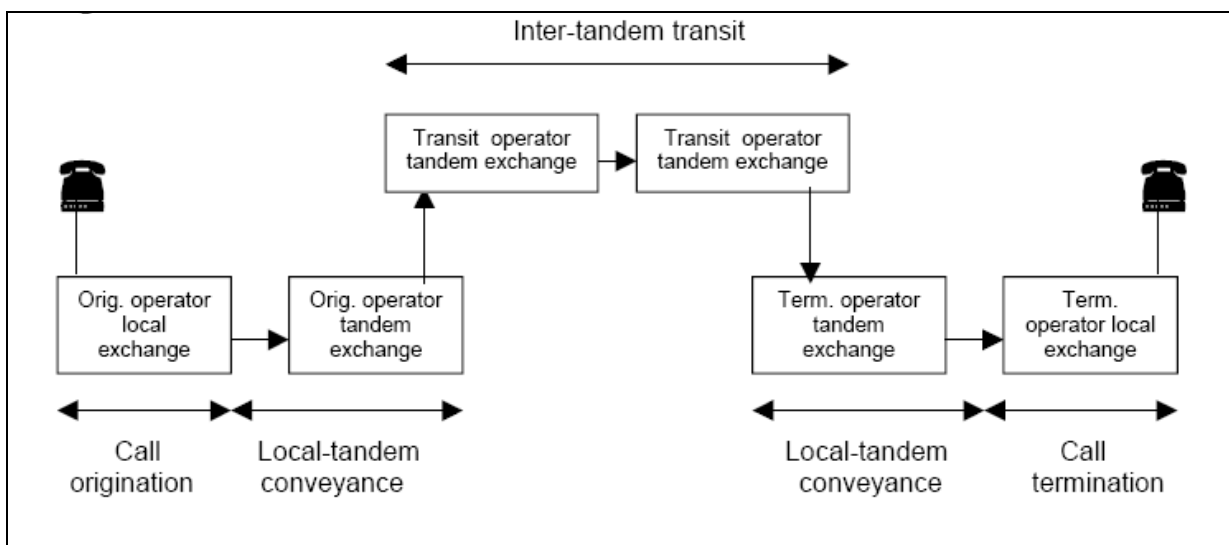 Inter-tandem transit
Transit operator
tandem exchange
Transit operator
tandem exchange
Orig. operator
local
exchange
Orig. operator
tandem
exchange
Term. operator
tandem
exchange
Term.
operator local
exchange
Call
origination
Local-tandem
conveyance
Local-tandem
conveyance
Call
termination